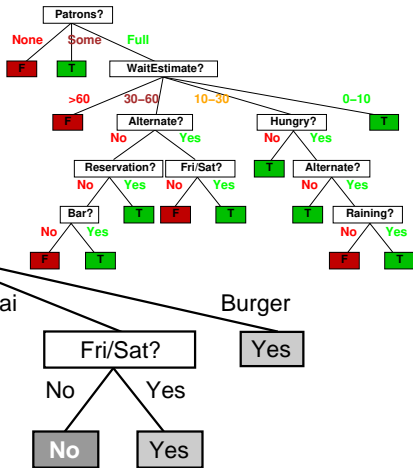 Patrons?
None Some Full
F T WaitEstimate?
>60 30–60 10–30 0–10
F Alternate? Hungry? T
No Yes No Yes
Reservation? Fri/Sat? T Alternate?
No Yes No Yes No Yes
Bar? T F T T Raining?
No Yes No Yes
F T F T
ai Burger
Fri/Sat? Yes
No Yes
No Yes